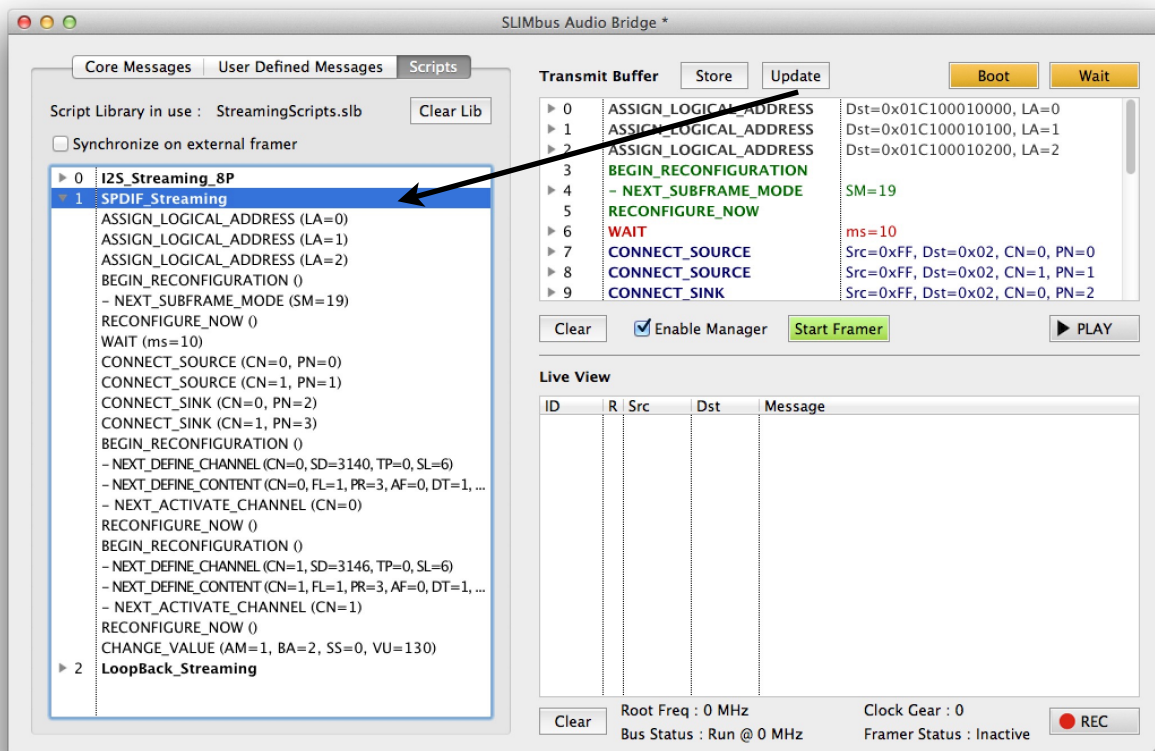 SLIMbus Audio Bridge *
Core Messages User Defined Messages Scripts
Script Library in use : StreamingScripts.slb Clear Lib
Synchronize on external framer
0 I2S_Streaming_8P
1 SPDIF_Streaming
ASSIGN_LOGICAL_ADDRESS (LA=0)
ASSIGN_LOGICAL_ADDRESS (LA=1)
ASSIGN_LOGICAL_ADDRESS (LA=2)
BEGIN_RECONFIGURATION ()
- NEXT_SUBFRAME_MODE (SM=19)
RECONFIGURE_NOW ()
WAIT (ms=10)
CONNECT_SOURCE (CN=0, PN=0)
CONNECT_SOURCE (CN=1, PN=1)
CONNECT_SINK (CN=0, PN=2)
CONNECT_SINK (CN=1, PN=3)
BEGIN_RECONFIGURATION ()
- NEXT_DEFINE_CHANNEL (CN=0, SD=3140, TP=0, SL=6)
- NEXT_DEFINE_CONTENT (CN=0, FL=1, PR=3, AF=0, DT=1, ...
- NEXT_ACTIVATE_CHANNEL (CN=0)
RECONFIGURE_NOW ()
BEGIN_RECONFIGURATION ()
- NEXT_DEFINE_CHANNEL (CN=1, SD=3146, TP=0, SL=6)
- NEXT_DEFINE_CONTENT (CN=1, FL=1, PR=3, AF=0, DT=1, ...
- NEXT_ACTIVATE_CHANNEL (CN=1)
RECONFIGURE_NOW ()
CHANGE_VALUE (AM=1, BA=2, SS=0, VU=130)
2 LoopBack_Streaming
Transmit Buffer Store Update Boot Wait
0 ASSIGN_LOGICAL_ADDRESS Dst=0x01C100010000, LA=0
1 ASSIGN_LOGICAL_ADDRESS Dst=0x01C100010100, LA=1
2 ASSIGN_LOGICAL_ADDRESS Dst=0x01C100010200, LA=2
3 BEGIN_RECONFIGURATION
4 - NEXT_SUBFRAME_MODE SM=19
5 RECONFIGURE_NOW
6 WAIT ms=10
7 CONNECT_SOURCE Src=0xFF, Dst=0x02, CN=0, PN=0
8 CONNECT_SOURCE Src=0xFF, Dst=0x02, CN=1, PN=1
9 CONNECT_SINK Src=0xFF, Dst=0x02, CN=0, PN=2
Clear Enable Manager Start Framer PLAY
Live View
ID R Src Dst Message
Clear Root Freq : 0 MHz Clock Gear : 0 REC
Bus Status : Run @ 0 MHz Framer Status : Inactive